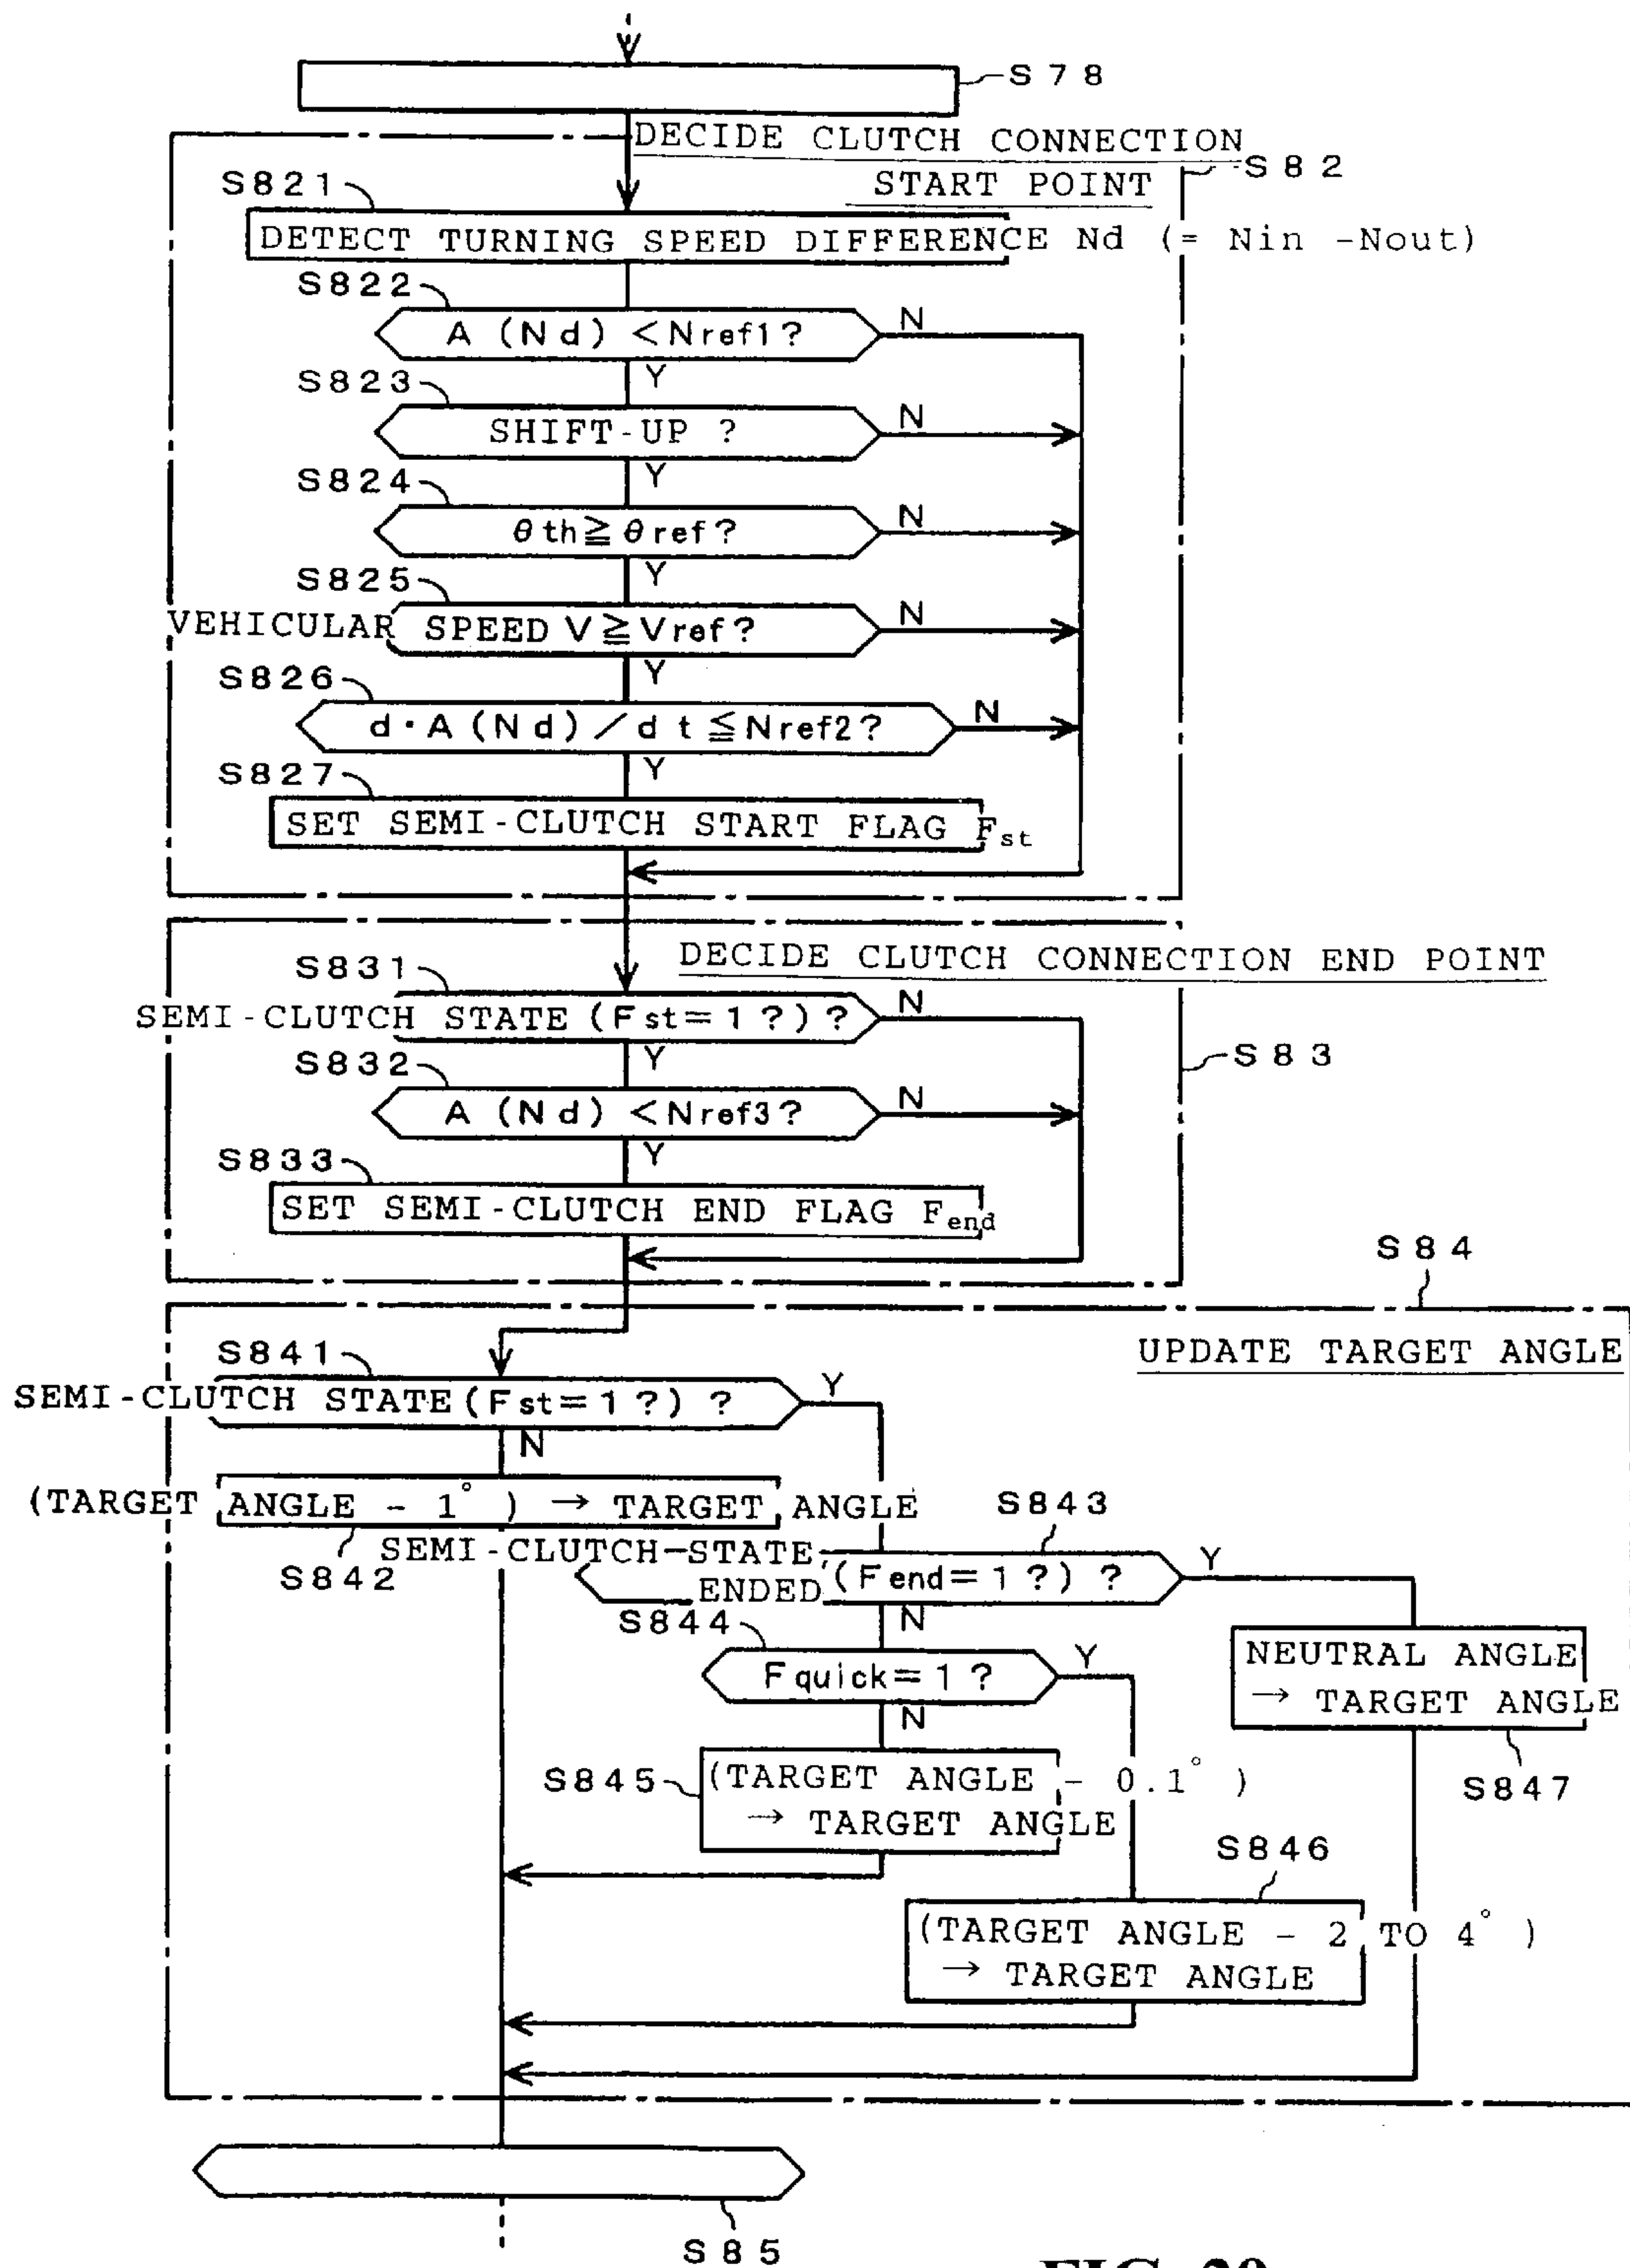 S78
DECIDE CLUTCH CONNECTION
START POINT
S82
S821
DETECT TURNING SPEED DIFFERENCE Nd (= Nin -Nout)
S822
A (Nd) <Nref1?
N
Y
S823
SHIFT-UP ?
N
Y
S824
θth≧θref?
N
Y
S825
VEHICULAR SPEED V≧Vref?
N
Y
S826
d·A (Nd) /dt≦Nref2?
N
Y
S827
SET SEMI-CLUTCH START FLAG Fst
DECIDE CLUTCH CONNECTION END POINT
S831
SEMI-CLUTCH STATE (Fst=1?) ?
N
Y
S83
S832
A (Nd) <Nref3?
N
Y
S833
SET SEMI-CLUTCH END FLAG Fend
S84
UPDATE TARGET ANGLE
S841
SEMI-CLUTCH STATE (Fst=1?) ?
Y
N
(TARGET ANGLE - 1° ) → TARGET ANGLE
S842
S843
SEMI-CLUTCH-STATE
ENDED (Fend=1?) ?
Y
N
S844
Fquick=1?
Y
N
NEUTRAL ANGLE
→ TARGET ANGLE
S847
S845
(TARGET ANGLE - 0.1° )
→ TARGET ANGLE
S846
(TARGET ANGLE - 2 TO 4° )
→ TARGET ANGLE
S85